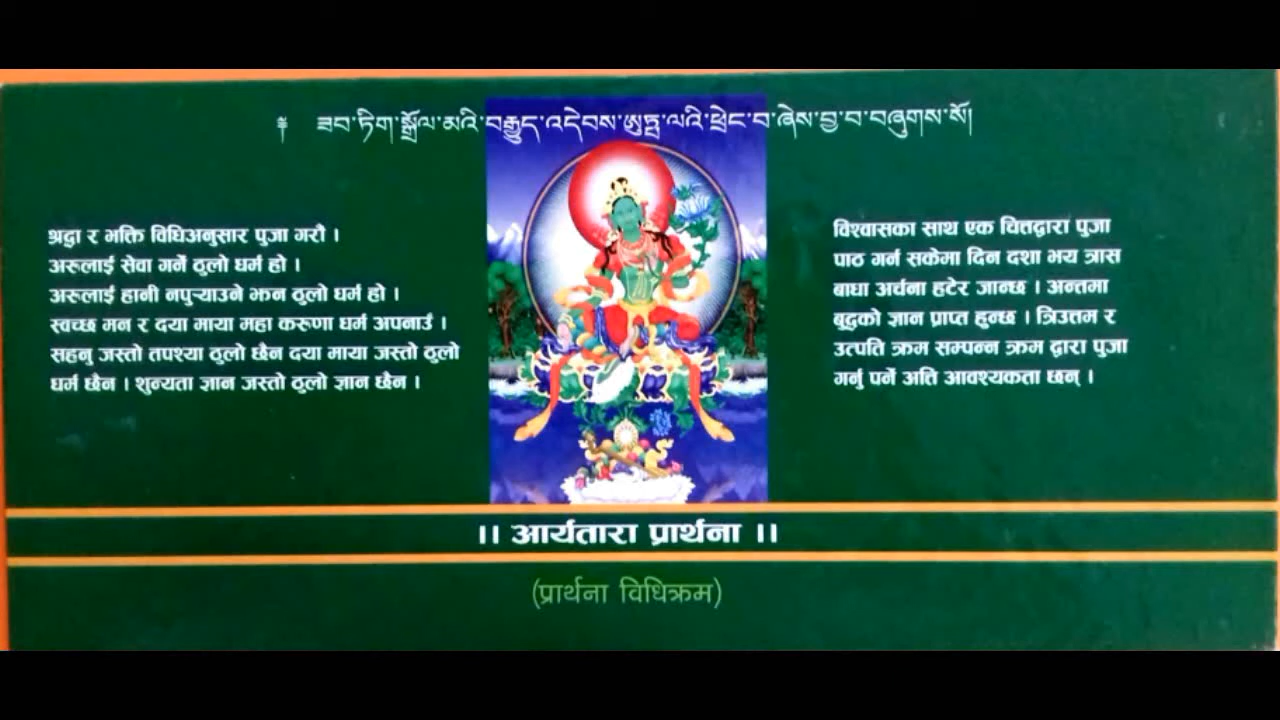 ༈ ཟབ་ཏིག་སྒྲོལ་མའི་བརྒྱུད་འདེབས་ཨུཏྤ་ལའི་ཕྲེང་བ་ཞེས་བྱ་བ་བཞུགས་སོ།
श्रद्धा र भक्ति विधिअनुसार पुजा गरौ ।
अरुलाई सेवा गर्ने ठुलो धर्म हो ।
अरुलाई हानी नपुर्‍याउने झन ठुलो धर्म हो ।
स्वच्छ मन र दया माया महा करुणा धर्म अपनाउँ ।
सहनु जस्तो तपश्या ठुलो छैन दया माया जस्तो ठुलो
धर्म छैन । शुन्यता ज्ञान जस्तो ठुलो ज्ञान छैन ।
विश्वासका साथ एक चित्तद्वारा पुजा
पाठ गर्न सकेमा दिन दशा भय त्रास
बाधा अर्चना हटेर जान्छ । अन्तमा
बुद्धको ज्ञान प्राप्त हुन्छ । त्रिउत्तम र
उत्पति क्रम सम्पन्न क्रम द्वारा पुजा
गर्नु पर्ने अति आवश्यकता छन् ।
।। आर्यतारा प्रार्थना ।।
(प्रार्थना विधिक्रम)